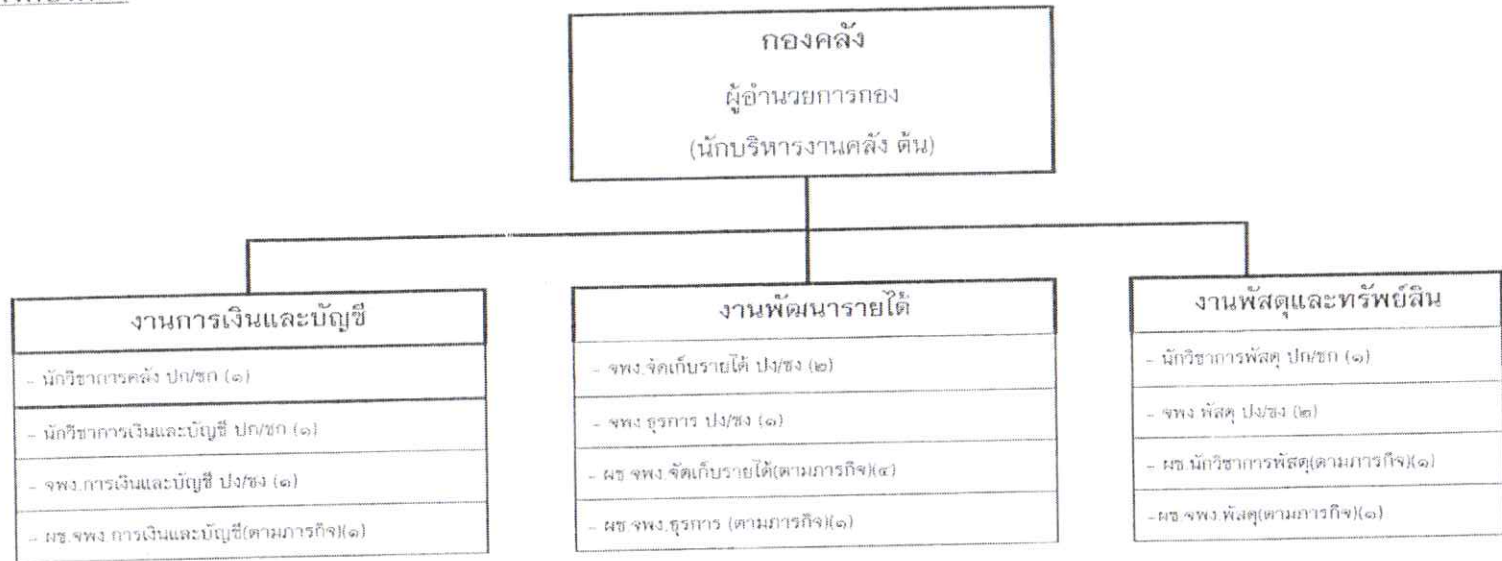 กองคลัง
ผู้อำนวยการกอง
(นักบริหารงานคลัง ต้น)
งานการเงินและบัญชี
- นักวิชาการคลัง ปก/ชก (๑)
- นักวิชาการเงินและบัญชี ปก/ชก (๑)
- จพง.การเงินและบัญชี ปง/ชง (๑)
- ผช.จพง การเงินและบัญชี(ตามภารกิจ)(๑)
งานพัฒนารายได้
- จพง.จัดเก็บรายได้ ปง/ชง (๒)
- จพง ธุรการ ปง/ชง (๑)
- ผช จพง.จัดเก็บรายได้(ตามภารกิจ)(๔)
- ผช จพง.ธุรการ (ตามภารกิจ)(๑)
งานพัสดุและทรัพย์สิน
- นักวิชาการพัสดุ ปก/ชก (๑)
- จพง พัสดุ ปง/ชง (๒)
- ผช.นักวิชาการพัสดุ(ตามภารกิจ)(๑)
-ผช จพง.พัสดุ(ตามภารกิจ)(๑)